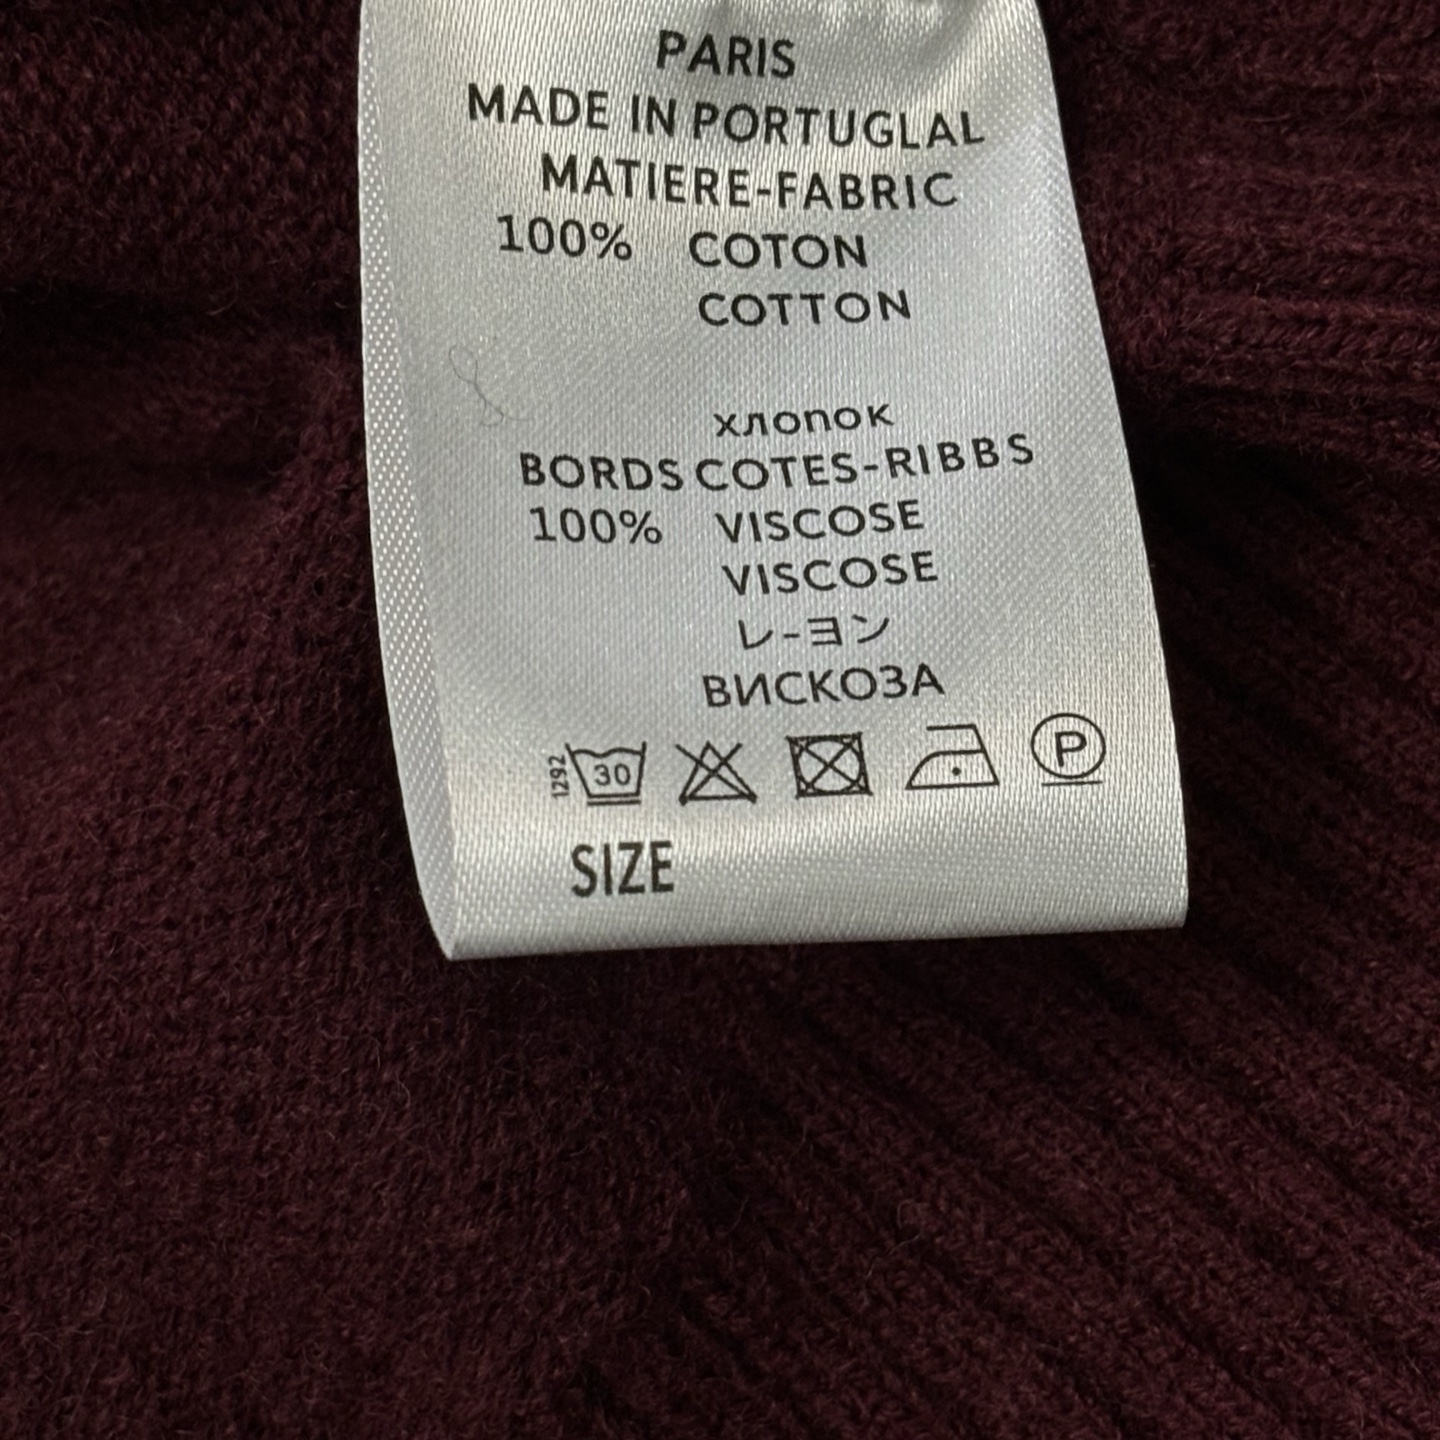 PARIS
MADE IN PORTUGLAL
MATIERE-FABRIC
100% COTON
COTTON
хлопок
BORDS COTES-RIBBS
100% VISCOSE
VISCOSE
レ-ヨン
ВИСКОЗА
1292 30 P
SIZE